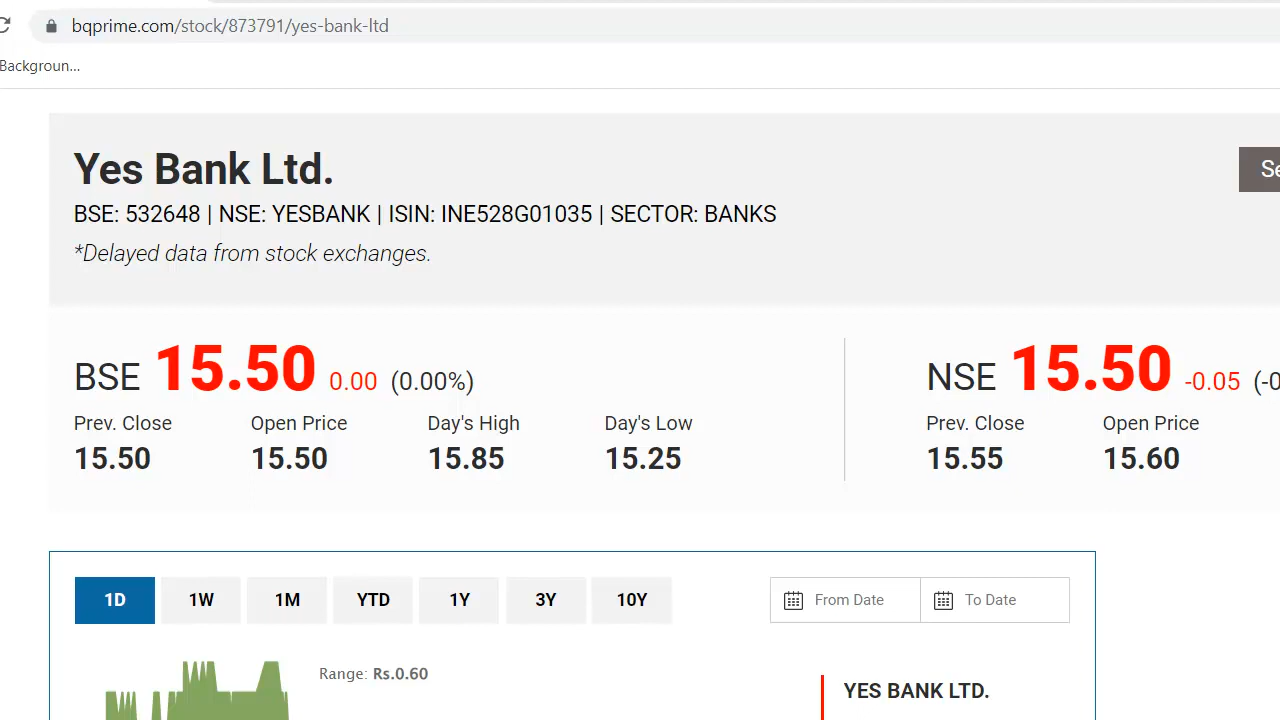 bqprime.com/stock/873791/yes-bank-ltd
Backgroun...
Yes Bank Ltd.
BSE: 532648 | NSE: YESBANK | ISIN: INE528G01035 | SECTOR: BANKS
*Delayed data from stock exchanges.
BSE 15.50 0.00 (0.00%)
Prev. Close Open Price Day's High Day's Low
15.50 15.50 15.85 15.25
NSE 15.50 -0.05
Prev. Close Open Price
15.55 15.60
1D 1W 1M YTD 1Y 3Y 10Y
From Date To Date
Range: Rs.0.60
YES BANK LTD.